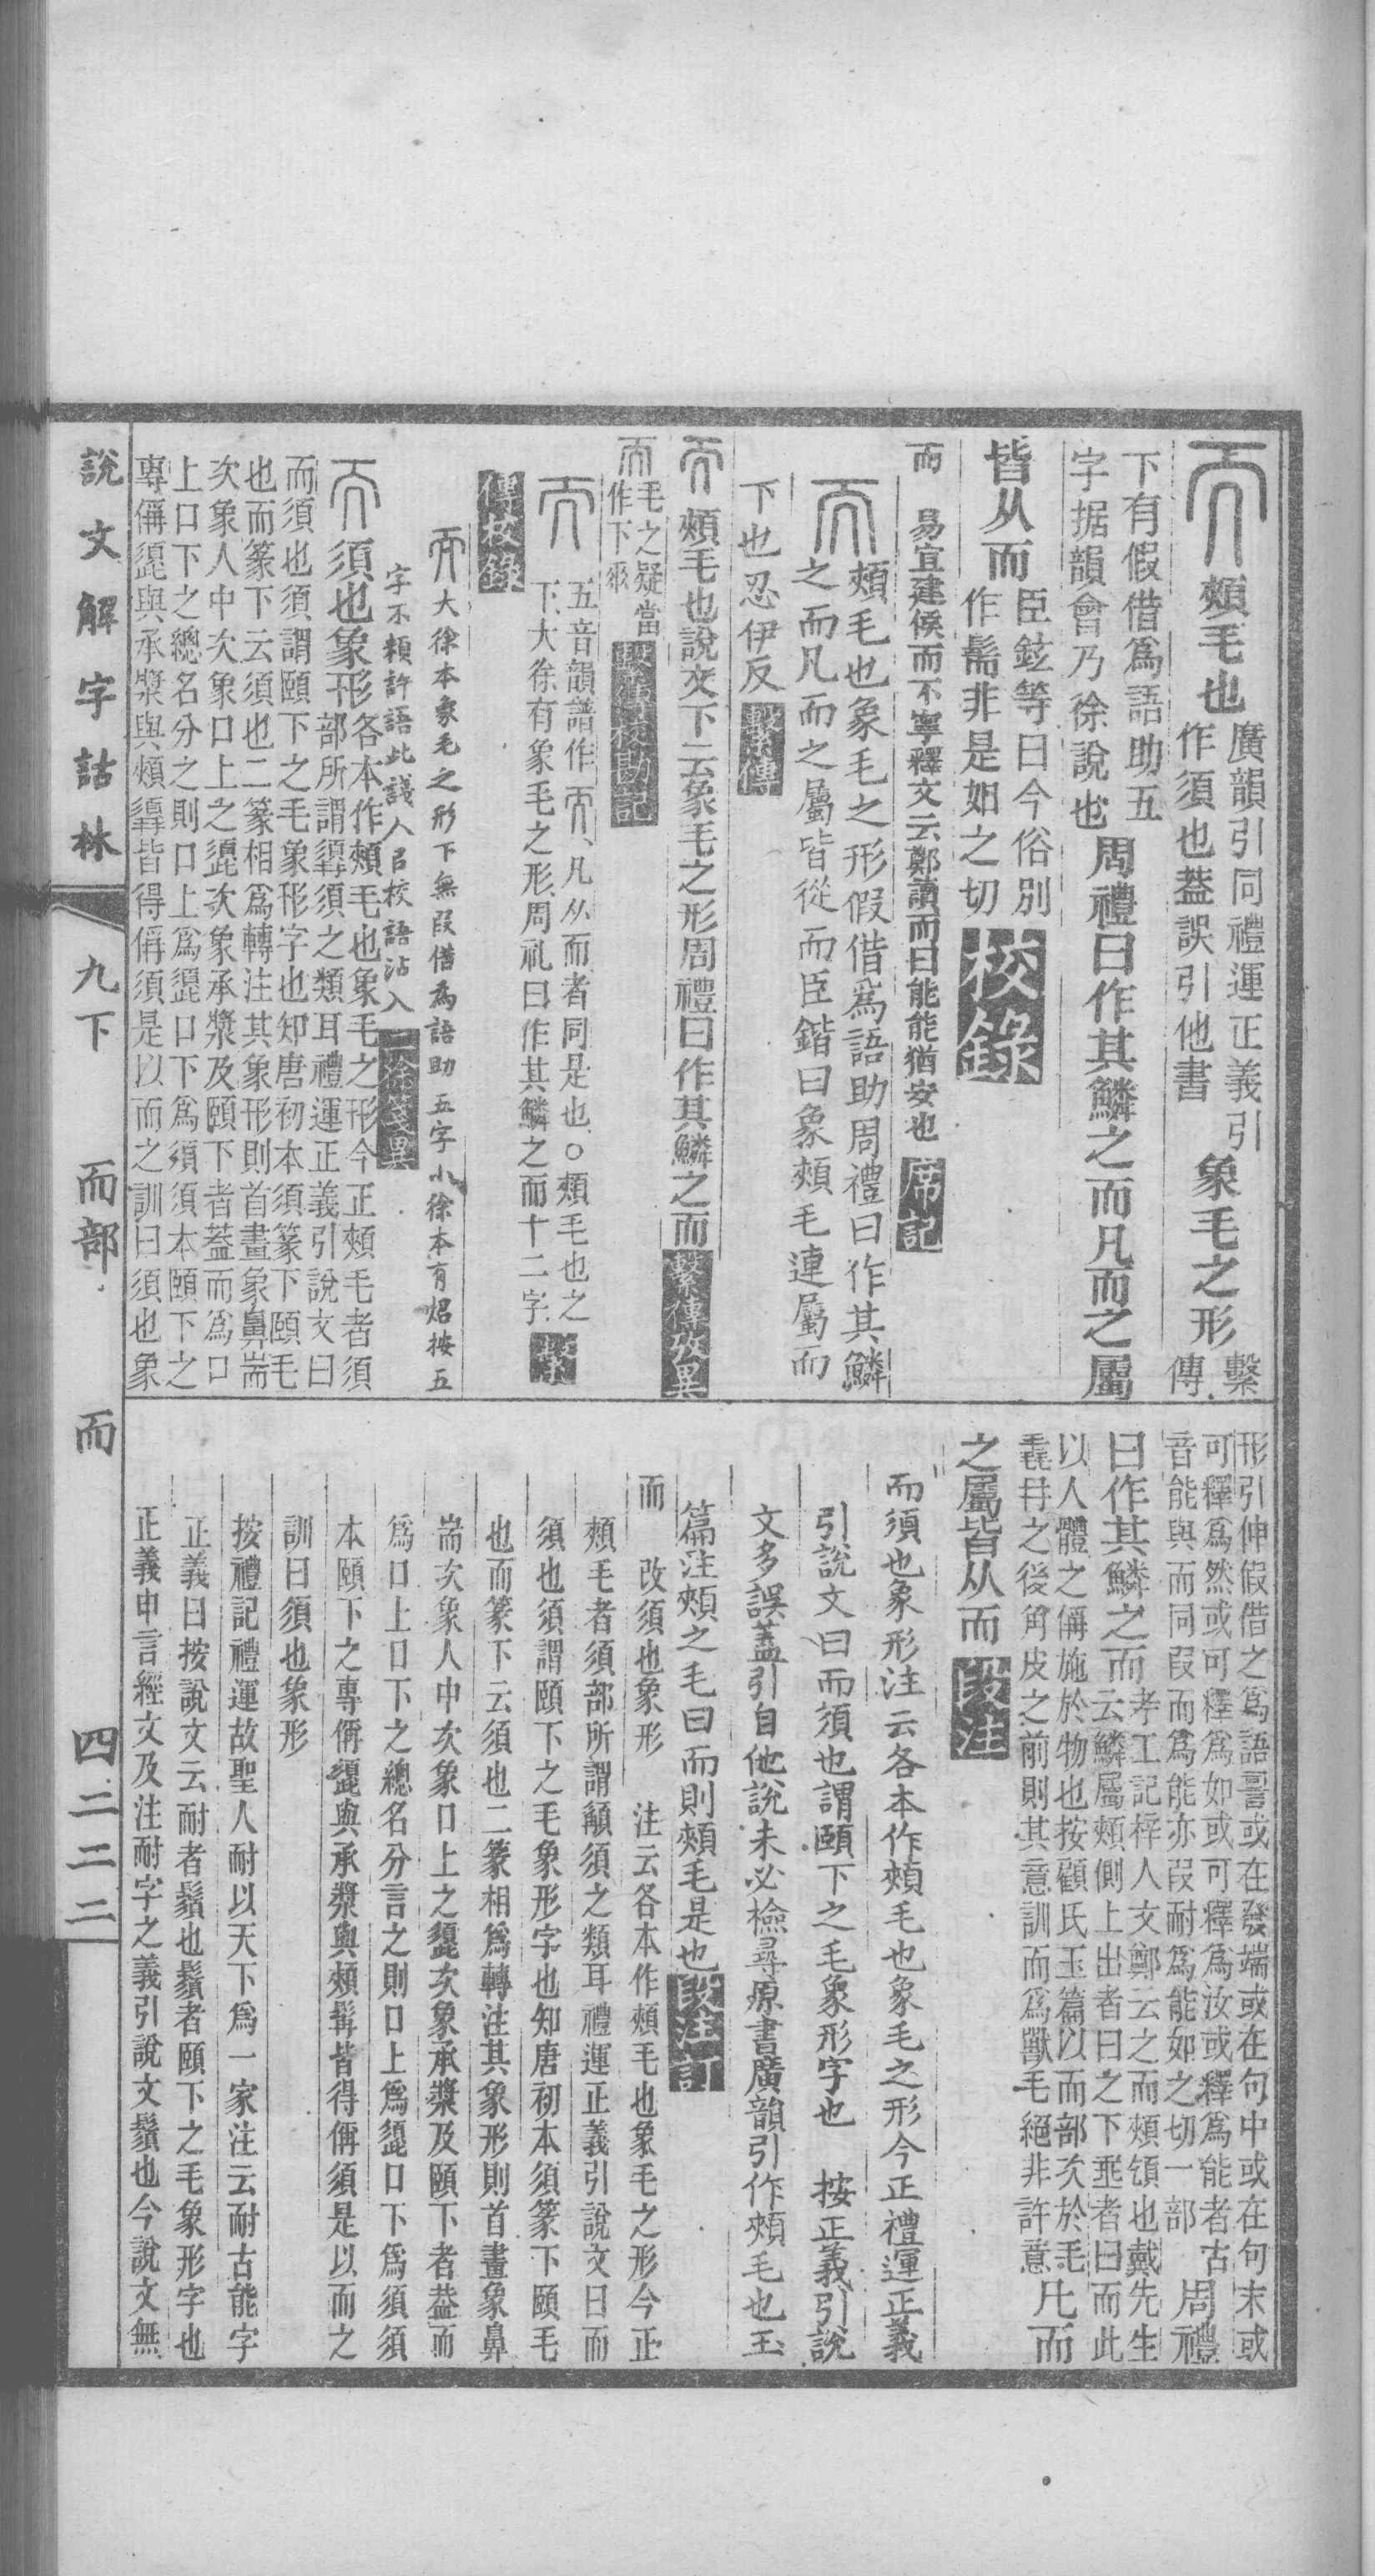 頰毛也
廣韻引同禮運正義引
作須也葢誤引他書
象毛之形
繫
傳
下有假借爲語助五
字据韻會乃徐說也
周禮曰作其鱗之而凡而之屬
皆从而
臣鉉等曰今俗別
作髵非是如之切
校錄
而 易宜建侯而不寧釋文云鄭讀而曰能能猶安也
席記
頰毛也象毛之形假借爲語助周禮曰作其鱗
之而凡而之屬皆從而臣鍇曰象頰毛連屬而
下也忍伊反
繫傳
頰毛也說文下云象毛之形周禮曰作其鱗之而
繫傳攷異
毛之疑當
作下
繫傳校勘記
五音韻譜作 凡从而者同是也○頰毛也之
下大徐有象毛之形周礼曰作其鱗之而十二字
繫
傳校錄
大徐本象毛之形下無叚借爲語助五字小徐本有炤按五
字不類許語此議人㠯校語沾入
二徐箋異
須也象形
各本作頰毛也象毛之形今正頰毛者須
部所謂䫇須之類耳禮運正義引說文曰
而須也須謂頤下之毛象形字也知唐初本須篆下頤毛
也而篆下云須也二篆相爲轉注其象形則首畫象鼻耑
次象人中次象口上之髭次象承漿及頤下者葢而爲口
上口下之總名分之則口上爲髭口下爲須須本頤下之
專偁髭與承漿與頰䫇皆得偁須是以而之訓曰須也象
說文解字詁林
九下 而部 而
四二二二
形引伸假借之爲語䛐或在發端或在句中或在句末或
可釋爲然或可釋爲如或可釋爲汝或釋爲能者古
音能與而同叚而爲能亦叚耐爲能如之切一部
周禮
曰作其鱗之而
考工記梓人文鄭云之而頰頜也戴先生
云鱗屬頰側上出者曰之下垂者曰而此
以人體之偁施於物也按顧氏玉篇以而部次於毛
毳冄之後角皮之前則其意訓而爲獸毛絕非許意
凡而
之屬皆从而
段注
而須也象形注云各本作頰毛也象毛之形今正禮運正義
引說文曰而須也謂頤下之毛象形字也 按正義引說
文多誤蓋引自他說未必檢尋原書廣韻引作頰毛也玉
篇注頰之毛曰而則頰毛是也
段注訂
而 改須也象形 注云各本作頰毛也象毛之形今正
頰毛者須部所謂䫇須之類耳禮運正義引說文曰而
須也須謂頤下之毛象形字也知唐初本須篆下頤毛
也而篆下云須也二篆相爲轉注其象形則首畫象鼻
耑次象人中次象口上之髭次象承漿及頤下者葢而
爲口上口下之總名分言之則口上爲髭口下爲須須
本頤下之專偁髭與承漿與頰髯皆得偁須是以而之
訓曰須也象形
按禮記禮運故聖人耐以天下爲一家注云耐古能字
正義曰按說文云耐者鬚也鬚者頤下之毛象形字也
正義申言經文及注耐字之義引說文鬚也今說文無